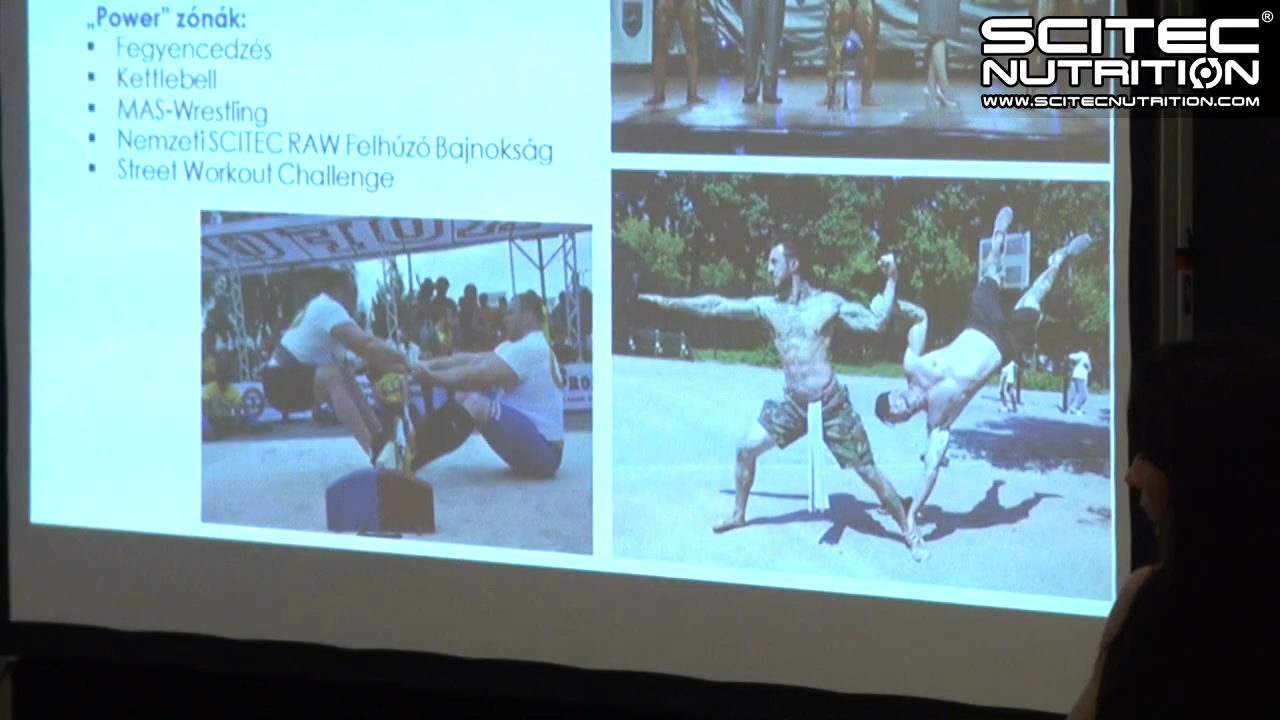 „Power” zónák:
▪ Fegyencedzés
▪ Kettlebell
▪ MAS-Wrestling
▪ Nemzeti SCITEC RAW Felhúzó Bajnokság
▪ Street Workout Challenge
SCITEC®
NUTRITION
WWW.SCITECNUTRITION.COM